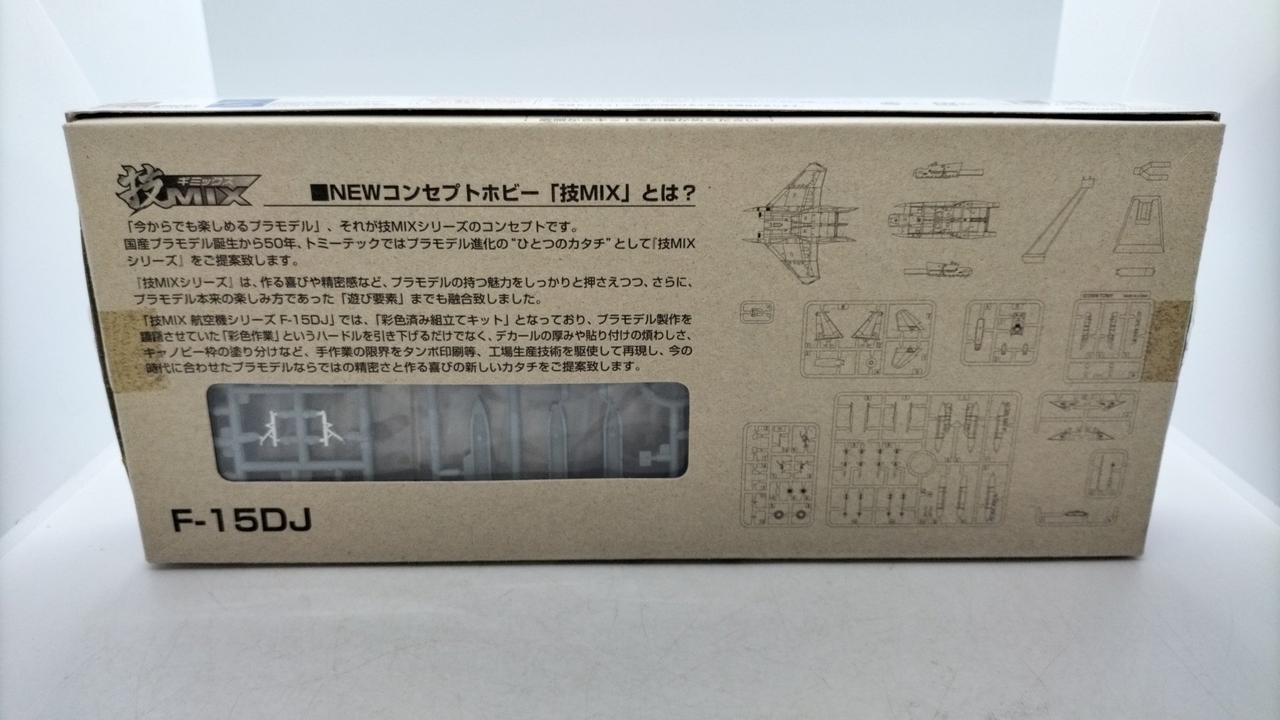 技MIX
ギミックス
■NEWコンセプトホビー「技MIX」とは?
「今からでも楽しめるプラモデル」、それが技MIXシリーズのコンセプトです。
国産プラモデル誕生から50年、トミーテックではプラモデル進化の“ひとつのカタチ”として『技MIX
シリーズ』をご提案致します。
『技MIXシリーズ』は、作る喜びや精密感など、プラモデルの持つ魅力をしっかりと押さえつつ、さらに、
プラモデル本来の楽しみ方であった「遊び要素」までも融合致しました。
「技MIX 航空機シリーズ F-15DJ」では、「彩色済み組立てキット」となっており、プラモデル製作を
躊躇させていた「彩色作業」というハードルを引き下げるだけでなく、デカールの厚みや貼り付けの煩わしさ、
キャノピー枠の塗り分けなど、手作業の限界をタンポ印刷等、工場生産技術を駆使して再現し、今の
時代に合わせたプラモデルならではの精密さと作る喜びの新しいカタチをご提案致します。
F-15DJ